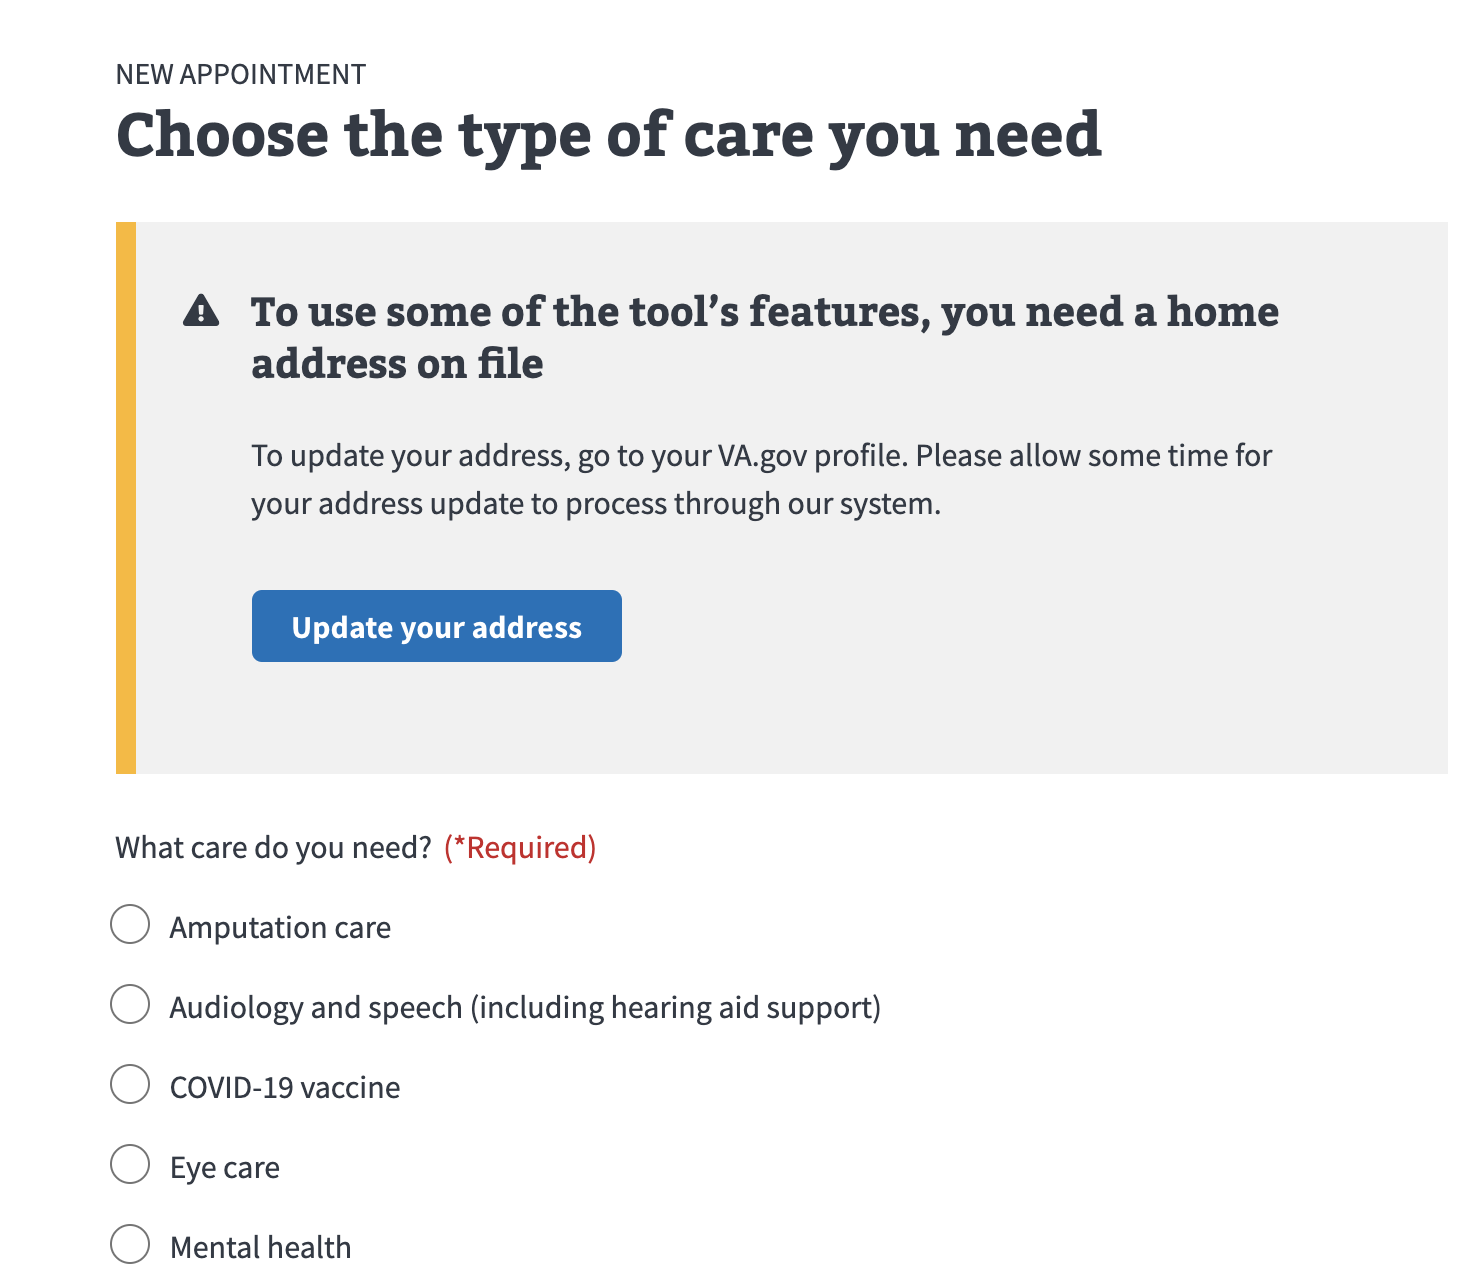 NEW APPOINTMENT
Choose the type of care you need
To use some of the tool’s features, you need a home
address on file
To update your address, go to your VA.gov profile. Please allow some time for
your address update to process through our system.
Update your address
What care do you need? (*Required)
Amputation care
Audiology and speech (including hearing aid support)
COVID-19 vaccine
Eye care
Mental health